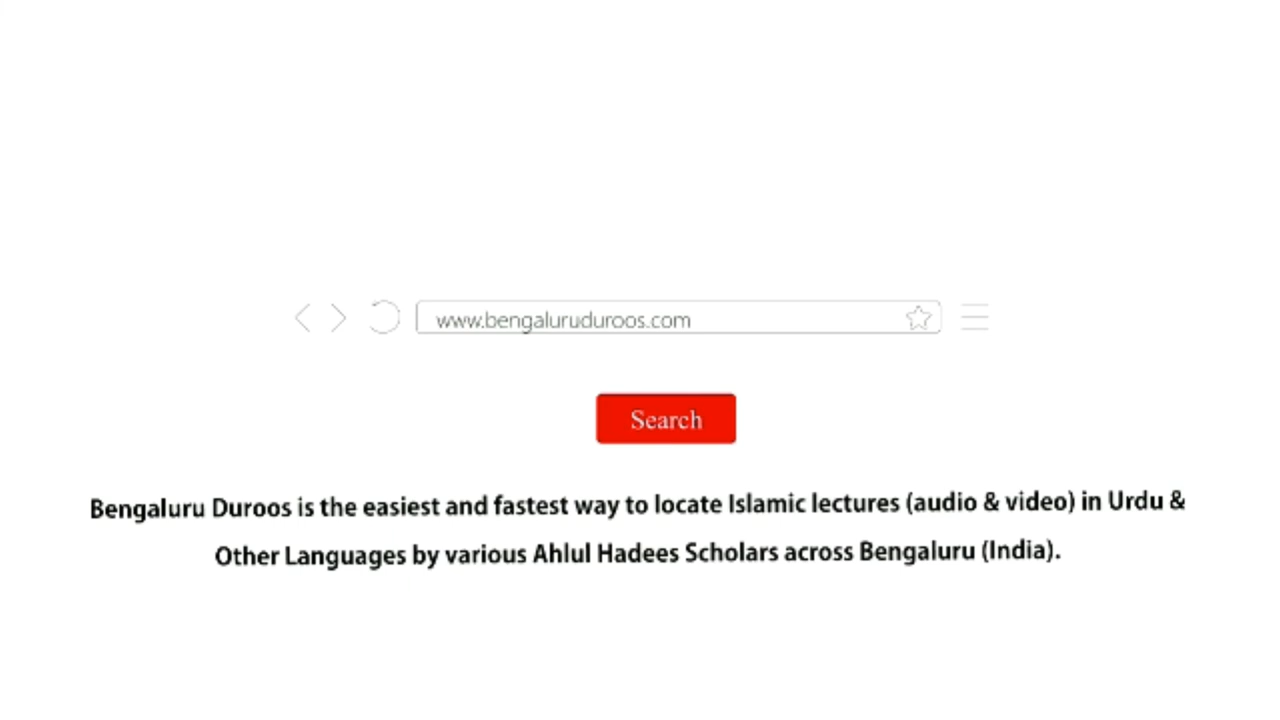 www.bengaluruduroos.com
Search
Bengaluru Duroos is the easiest and fastest way to locate Islamic lectures (audio & video) in Urdu &
Other Languages by various Ahlul Hadees Scholars across Bengaluru (India).